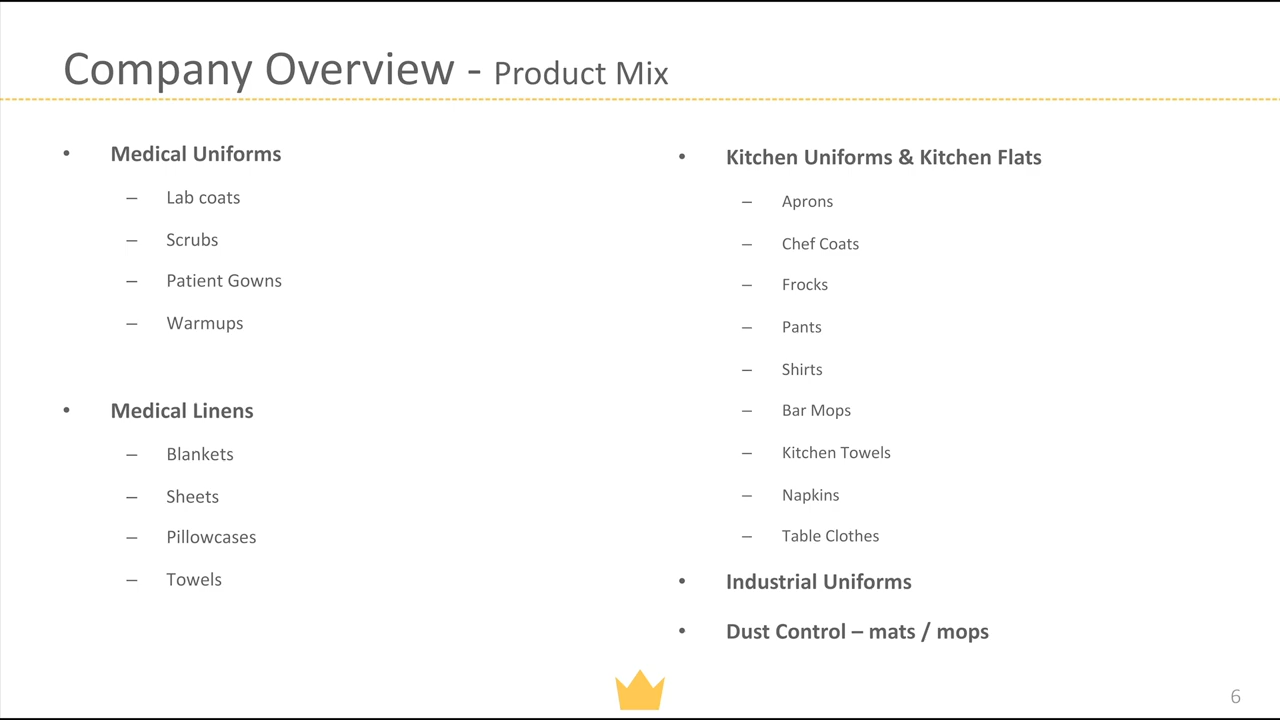 Company Overview - Product Mix
• Medical Uniforms
– Lab coats
– Scrubs
– Patient Gowns
– Warmups
• Medical Linens
– Blankets
– Sheets
– Pillowcases
– Towels
• Kitchen Uniforms & Kitchen Flats
– Aprons
– Chef Coats
– Frocks
– Pants
– Shirts
– Bar Mops
– Kitchen Towels
– Napkins
– Table Clothes
• Industrial Uniforms
• Dust Control – mats / mops
6